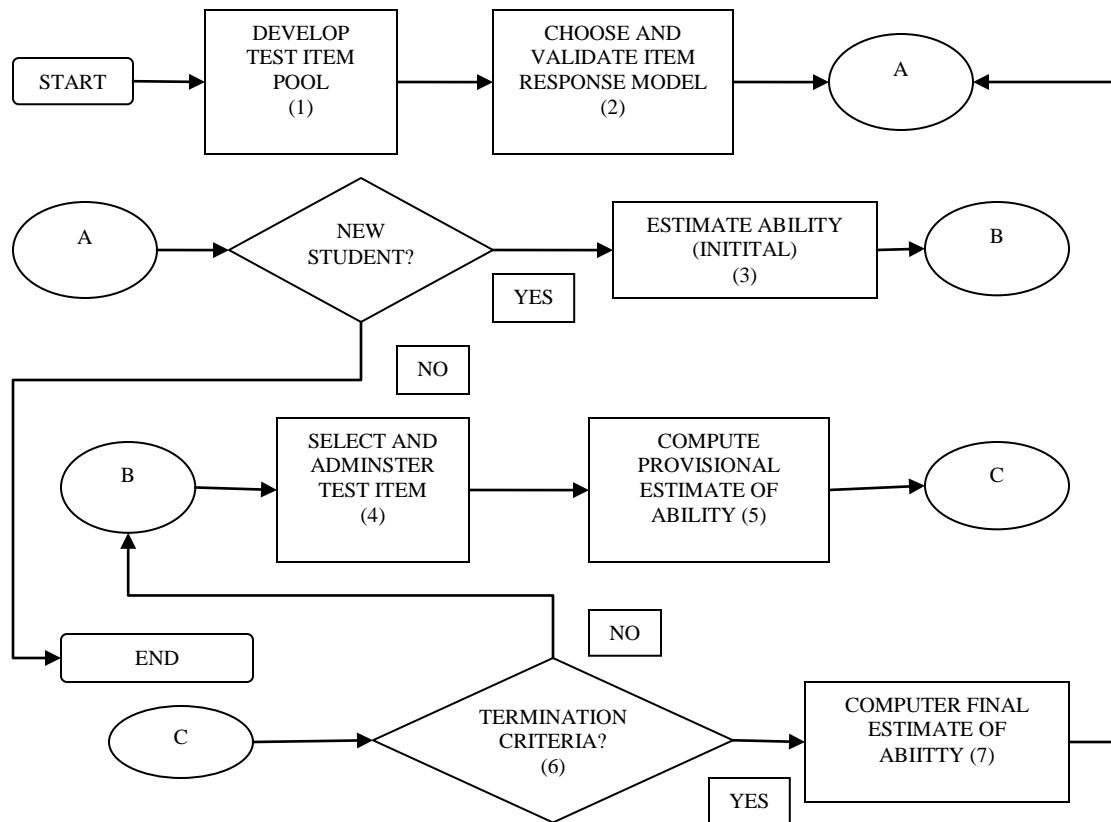 START
DEVELOP
TEST ITEM
POOL
(1)
CHOOSE AND
VALIDATE ITEM
RESPONSE MODEL
(2)
A
A
NEW
STUDENT?
YES
ESTIMATE ABILITY
(INITITAL)
(3)
B
NO
B
SELECT AND
ADMINSTER
TEST ITEM
(4)
COMPUTE
PROVISIONAL
ESTIMATE OF
ABILITY (5)
C
NO
END
C
TERMINATION
CRITERIA?
(6)
YES
COMPUTER FINAL
ESTIMATE OF
ABIITTY (7)